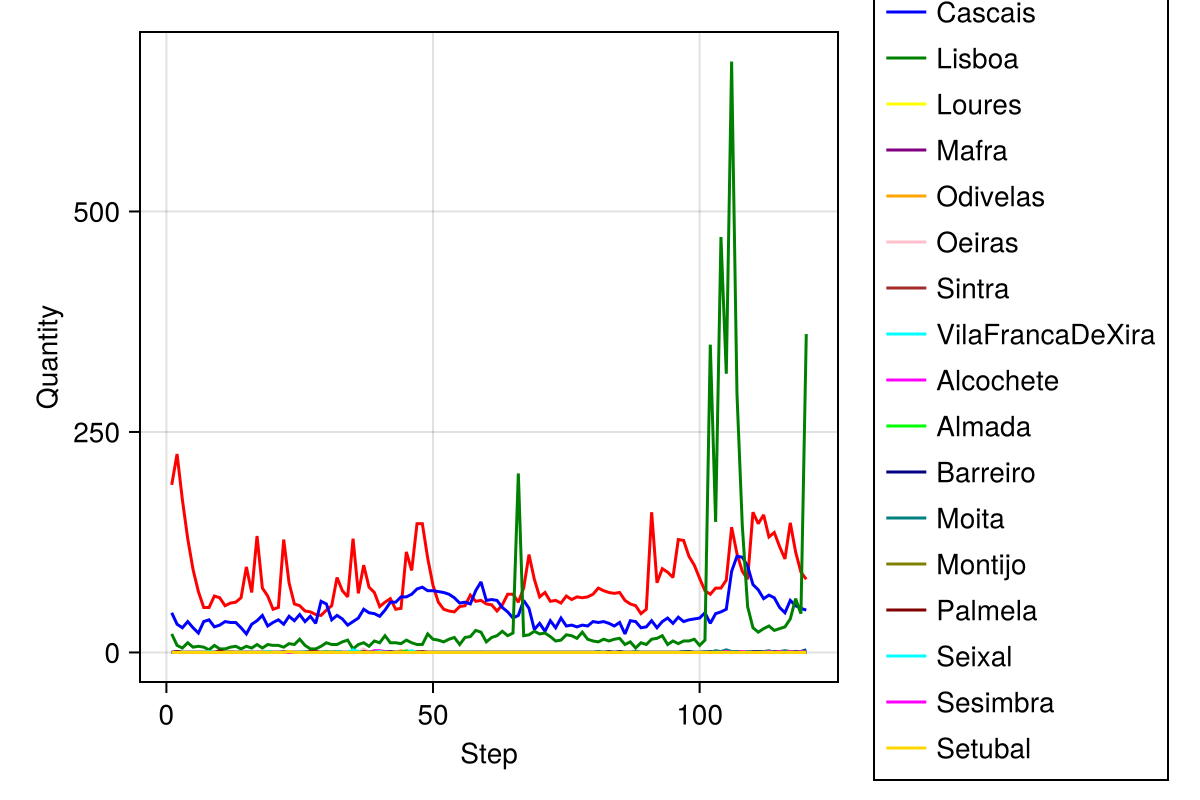 Cascais
Lisboa
Loures
Mafra
Odivelas
Oeiras
Sintra
VilaFrancaDeXira
Alcochete
Almada
Barreiro
Moita
Montijo
Palmela
Seixal
Sesimbra
Setubal
500
250
0
Quantity
0 50 100
Step